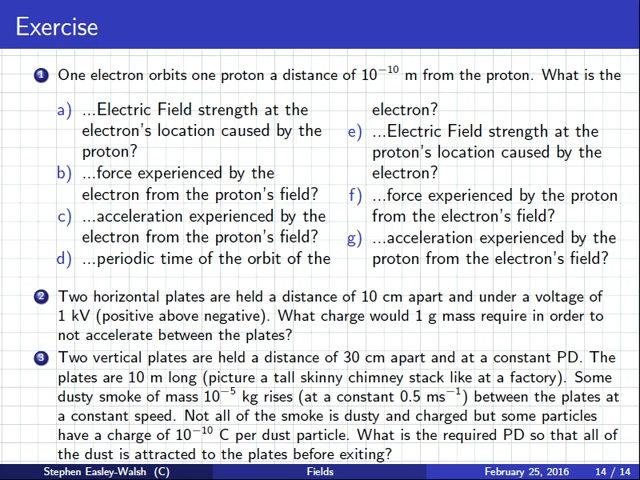 Exercise
1 One electron orbits one proton a distance of 10⁻¹⁰ m from the proton. What is the
a) ...Electric Field strength at the
electron's location caused by the
proton?
b) ...force experienced by the
electron from the proton's field?
c) ...acceleration experienced by the
electron from the proton's field?
d) ...periodic time of the orbit of the
electron?
e) ...Electric Field strength at the
proton's location caused by the
electron?
f) ...force experienced by the proton
from the electron's field?
g) ...acceleration experienced by the
proton from the electron's field?
2 Two horizontal plates are held a distance of 10 cm apart and under a voltage of
1 kV (positive above negative). What charge would 1 g mass require in order to
not accelerate between the plates?
3 Two vertical plates are held a distance of 30 cm apart and at a constant PD. The
plates are 10 m long (picture a tall skinny chimney stack like at a factory). Some
dusty smoke of mass 10⁻⁵ kg rises (at a constant 0.5 ms⁻¹) between the plates at
a constant speed. Not all of the smoke is dusty and charged but some particles
have a charge of 10⁻¹⁰ C per dust particle. What is the required PD so that all of
the dust is attracted to the plates before exiting?
Stephen Easley-Walsh (C) Fields February 25, 2016 14 / 14